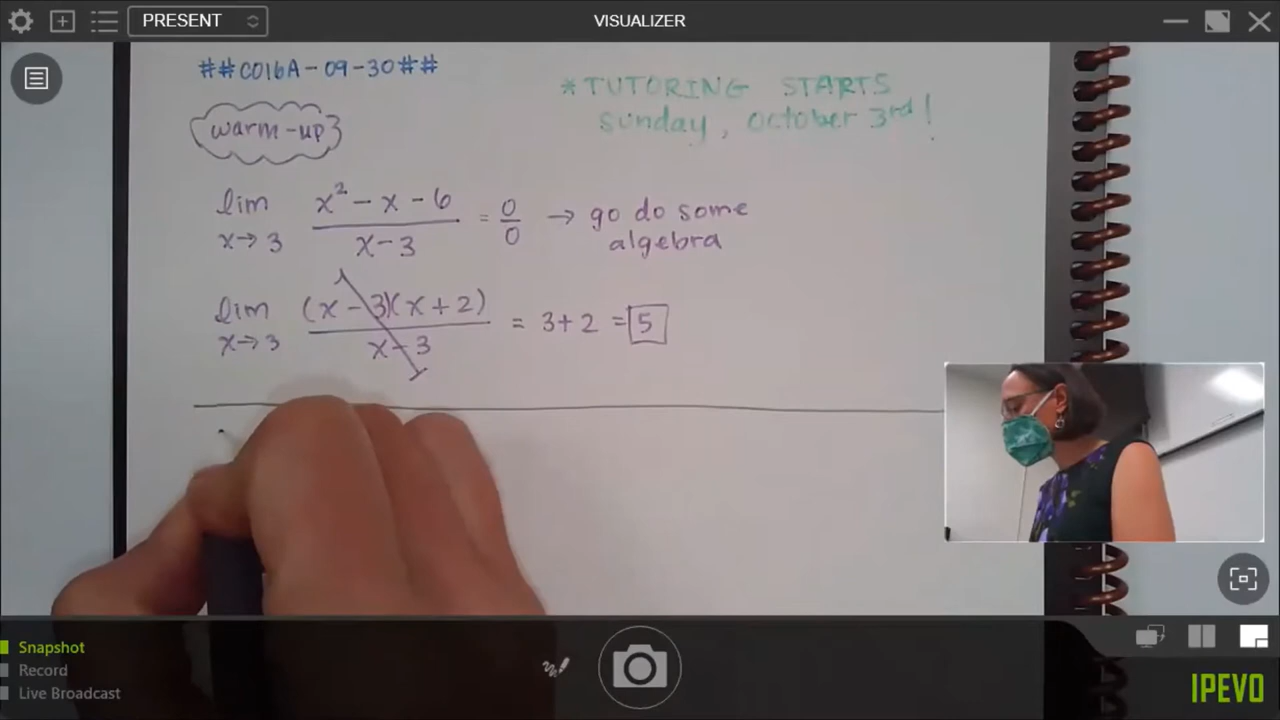 PRESENT
VISUALIZER
##C016A-09-30##
*TUTORING STARTS
Sunday, October 3rd!
warm-up
lim x→3 (x² - x - 6)/(x - 3) = 0/0 → go do some algebra
lim x→3 (x - 3)(x + 2)/(x - 3) = 3 + 2 = 5
Snapshot
Record
Live Broadcast
IPEVO